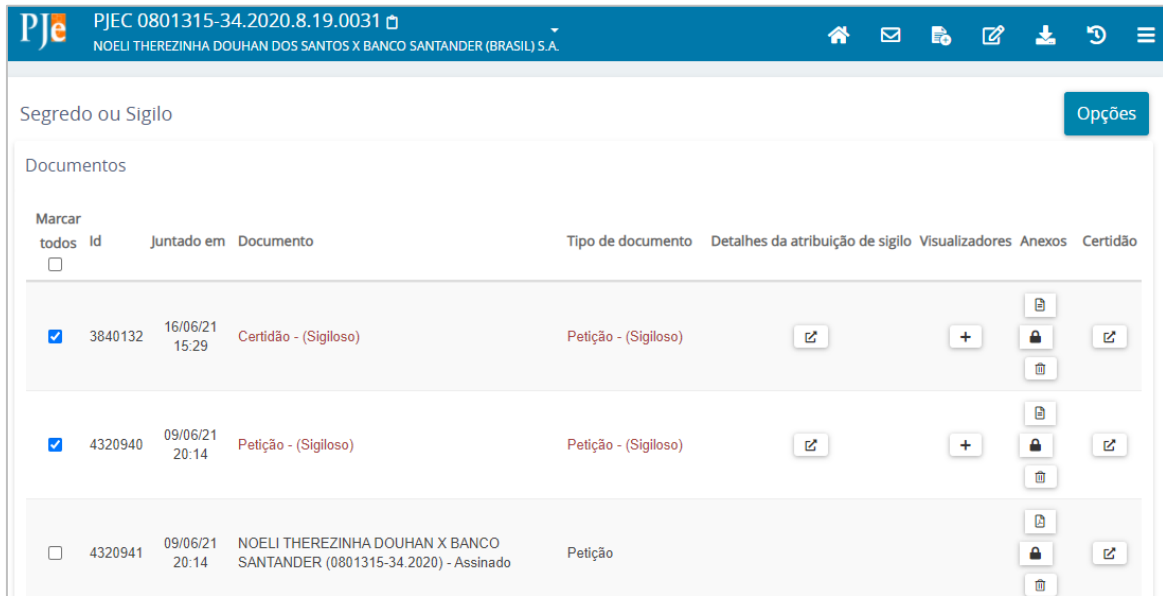 PJe
PJEC 0801315-34.2020.8.19.0031
NOELI THEREZINHA DOUHAN DOS SANTOS X BANCO SANTANDER (BRASIL) S.A.
Segredo ou Sigilo
Opções
Documentos
Marcar
todos Id Juntado em Documento Tipo de documento Detalhes da atribuição de sigilo Visualizadores Anexos Certidão
3840132 16/06/21 15:29 Certidão - (Sigiloso) Petição - (Sigiloso)
4320940 09/06/21 20:14 Petição - (Sigiloso) Petição - (Sigiloso)
4320941 09/06/21 20:14 NOELI THEREZINHA DOUHAN X BANCO
SANTANDER (0801315-34.2020) - Assinado Petição